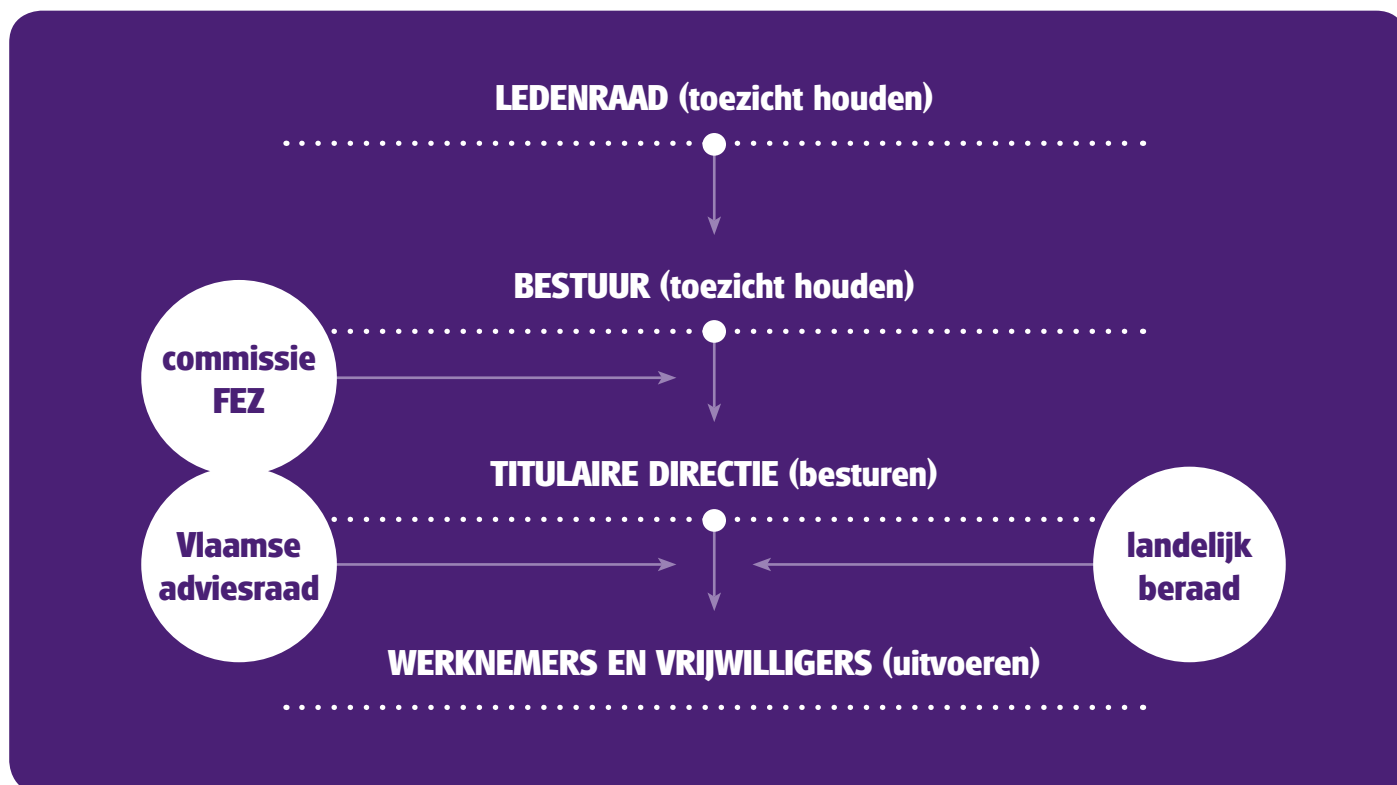 LEDENRAAD (toezicht houden)
BESTUUR (toezicht houden)
commissie
FEZ
TITULAIRE DIRECTIE (besturen)
Vlaamse
adviesraad
landelijk
beraad
WERKNEMERS EN VRIJWILLIGERS (uitvoeren)